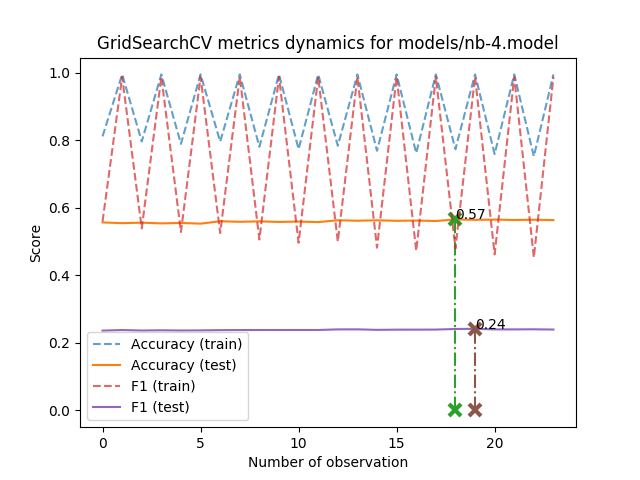 GridSearchCV metrics dynamics for models/nb-4.model
1.0
0.8
0.6
0.4
0.2
0.0
Score
0.57
0.24
Accuracy (train)
Accuracy (test)
F1 (train)
F1 (test)
0 5 10 15 20
Number of observation